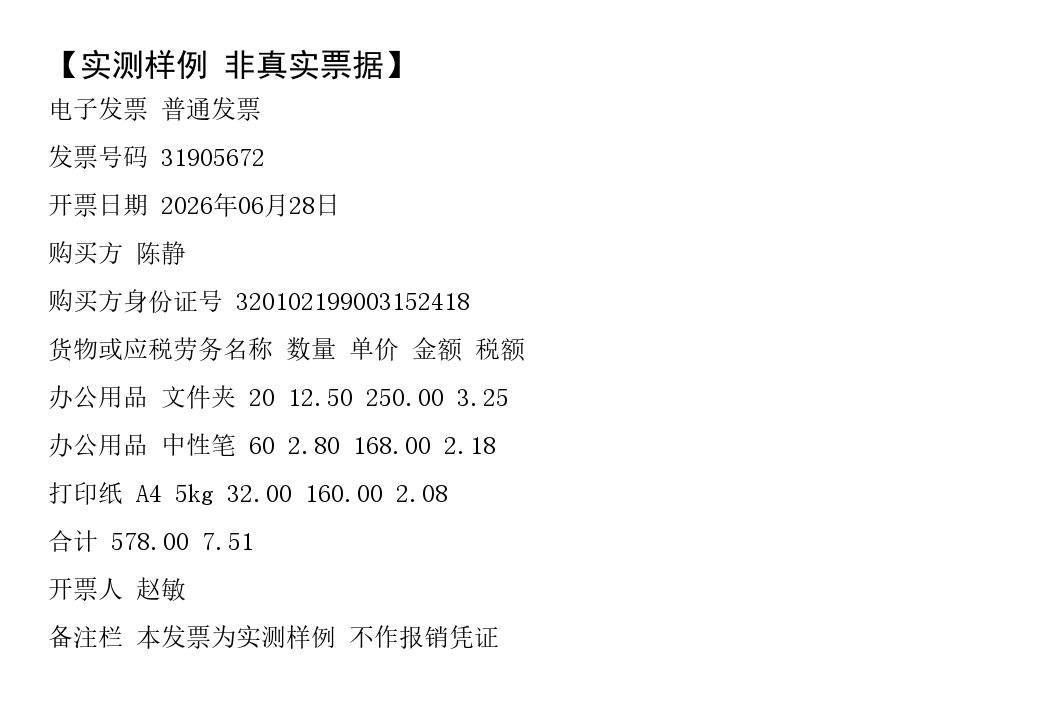 【实测样例 非真实票据】
电子发票 普通发票
发票号码 31905672
开票日期 2026年06月28日
购买方 陈静
购买方身份证号 320102199003152418
货物或应税劳务名称 数量 单价 金额 税额
办公用品 文件夹 20 12.50 250.00 3.25
办公用品 中性笔 60 2.80 168.00 2.18
打印纸 A4 5kg 32.00 160.00 2.08
合计 578.00 7.51
开票人 赵敏
备注栏 本发票为实测样例 不作报销凭证